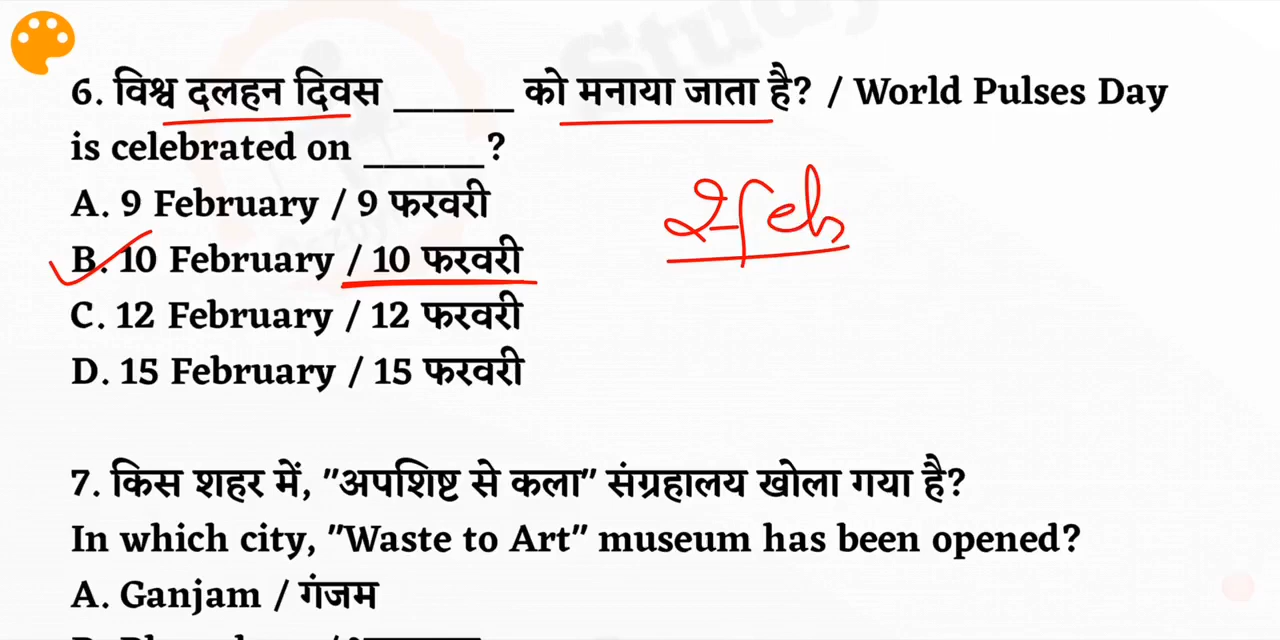 6. विश्व दलहन दिवस ______ को मनाया जाता है? / World Pulses Day
is celebrated on ______?
A. 9 February / 9 फरवरी
B. 10 February / 10 फरवरी
C. 12 February / 12 फरवरी
D. 15 February / 15 फरवरी
7. किस शहर में, "अपशिष्ट से कला" संग्रहालय खोला गया है?
In which city, "Waste to Art" museum has been opened?
A. Ganjam / गंजम